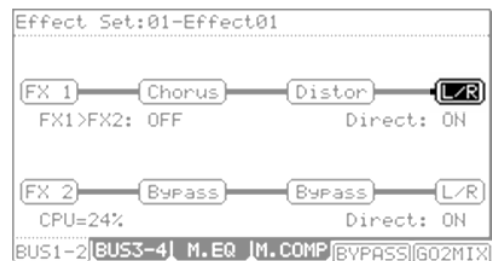 Effect Set:01-Effect01
FX 1 Chorus Distor L/R
FX1>FX2: OFF Direct: ON
FX 2 Bypass Bypass L/R
CPU=24% Direct: ON
BUS1-2 BUS3-4 M.EQ M.COMP BYPASS GO2MIX